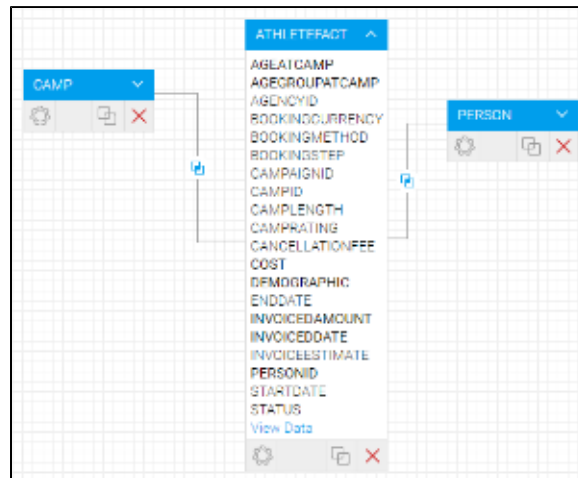 ATHLETEFACT
CAMP
PERSON
AGEATCAMP
AGEGROUPATCAMP
AGENCYID
BOOKINGCURRENCY
BOOKINGMETHOD
BOOKINGSTEP
CAMPAIGNID
CAMPID
CAMPLENGTH
CAMPRATING
CANCELLATIONFEE
COST
DEMOGRAPHIC
ENDDATE
INVOICEDAMOUNT
INVOICEDDATE
INVOICEESTIMATE
PERSONID
STARTDATE
STATUS
View Data